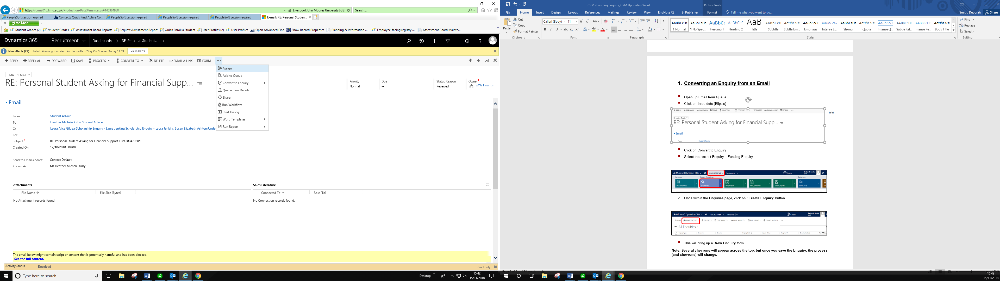 https://crm2016.ljmu.ac.uk/Production-Pass3/main.aspx#145384988
Liverpool John Moores University [GB]
Search...
PeopleSoft session expired
Contacts Quick Find Active Co...
PeopleSoft session expired
PeopleSoft session expired
PeopleSoft session expired
E-mail: RE: Personal Studen...
McAfee
Student Grades (2)
Student Grades
Assessment Board Reports
Request Advisement Report
Quick Enroll a Student
User Profiles (2)
User Profiles
Open Advanced Find
Show Record Properties
Planning & Information ...
Employee-facing registry ...
Assessment Board Mainte...
Dynamics 365
Recruitment
Dashboards
RE: Personal Student...
New Alerts (22)
Latest: You've got an alert for the mailbox 'Stay On Course'. Today 12:09
View Alerts
REPLY
REPLY ALL
FORWARD
SAVE
PROCESS
CONVERT TO
DELETE
EMAIL A LINK
FORM
Assign
Add to Queue
Convert to Enquiry
Queue Item Details
Share
Run Workflow
Start Dialog
Word Templates
Run Report
E-MAIL : EMAIL
RE: Personal Student Asking for Financial Supp...
Priority
Normal
Due
--
Status Reason
Received
Owner*
SAW Finance
Email
From
Student Advice
To
Heather Michele Kirby; Student Advice
Cc
Laura Alice Gildea; Scholarship Enquiry - Laura Jenkins; Scholarship Enquiry - Laura Jenkins; Susan Elizabeth Ashton; Under
Bcc
--
Subject*
RE: Personal Student Asking for Financial Support LJMU:004702050
Created On
19/10/2018 09:08
Send to Email Addres:
Contact Default
Known As
Ms Heather Michele Kirby
Attachments
File Name
File Size (Bytes)
No Attachment records found.
Sales Literature
Connected To
Role (To)
No Connection records found.
The email below might contain script or content that is potentially harmful and has been blocked.
See the full content.
Activity Status
Received
Read only
Type here to search
Desktop
15:42
15/11/2018
CRM -Funding Enquiry_CRM Upgrade - Word
Picture Tools
File
Home
Insert
Design
Layout
References
Mailings
Review
View
EndNote X8
BI Publisher
Format
Tell me what you want to do...
Smith, Deborah
Share
Paste
Cut
Copy
Format Painter
Clipboard
Calibri (Body)
11
Font
Paragraph
¶ Normal
¶ No Spac...
Heading 1
Heading 2
Title
Subtitle
Subtle Em...
Emphasis
Intense E...
Strong
Quote
Intense Q...
Subtle Ref...
Intense Re...
Book Title
Styles
Find
Replace
Select
Editing
1. Converting an Enquiry from an Email
Open up Email from Queue.
Click on three dots (Elipsis)
REPLY
REPLY ALL
FORWARD
SAVE
PROCESS
CONVERT TO
DELETE
EMAIL A LINK
FORM
E-MAIL : EMAIL
RE: Personal Student Asking for Financial Supp...
Email
From
Student Advice
Click on Convert to Enquiry
Select the correct Enquiry – Funding Enquiry
Microsoft Dynamics CRM
RECRUITMENT
Dashboards
Create
Deborah Smith
Summary
Student Recruitment
Customers
DASHBOARDS
ENQUIRIES
INTERVIEWS
APPLICATIONS
ENROLMENTS
CONTACTS
2. Once within the Enquiries page, click on ‘ Create Enquiry’ button.
Microsoft Dynamics CRM
RECRUITMENT
Enquiries
Create
Deborah Smith
NEW
CREATE ENQUIRY
DELETE
COPY A LINK
EMAIL A LINK
RUN REPORT
EXPORT TO EXCEL
All Enquiries
Enquiry Type
Company
Enquirer
This will bring up a New Enquiry form.
Note: Several chevrons will appear across the top, but once you save the Enquiry, the process
(and chevrons) will change.
15:42
15/11/2018